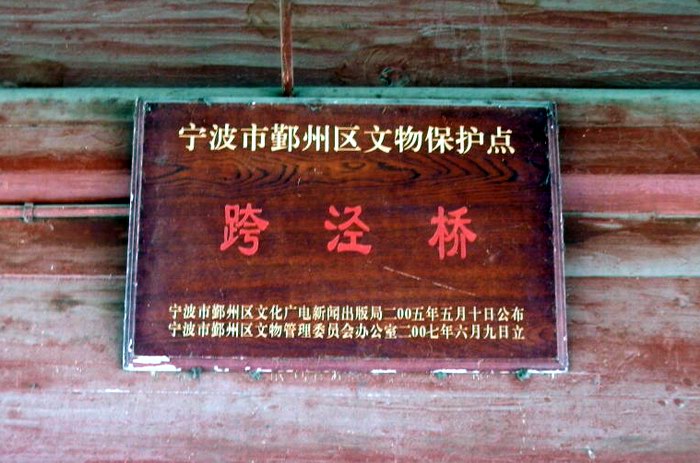 宁波市鄞州区文物保护点
跨泾桥
宁波市鄞州区文化广电新闻出版局二00五年五月十日公布
宁波市鄞州区文物管理委员会办公室二00七年六月九日立